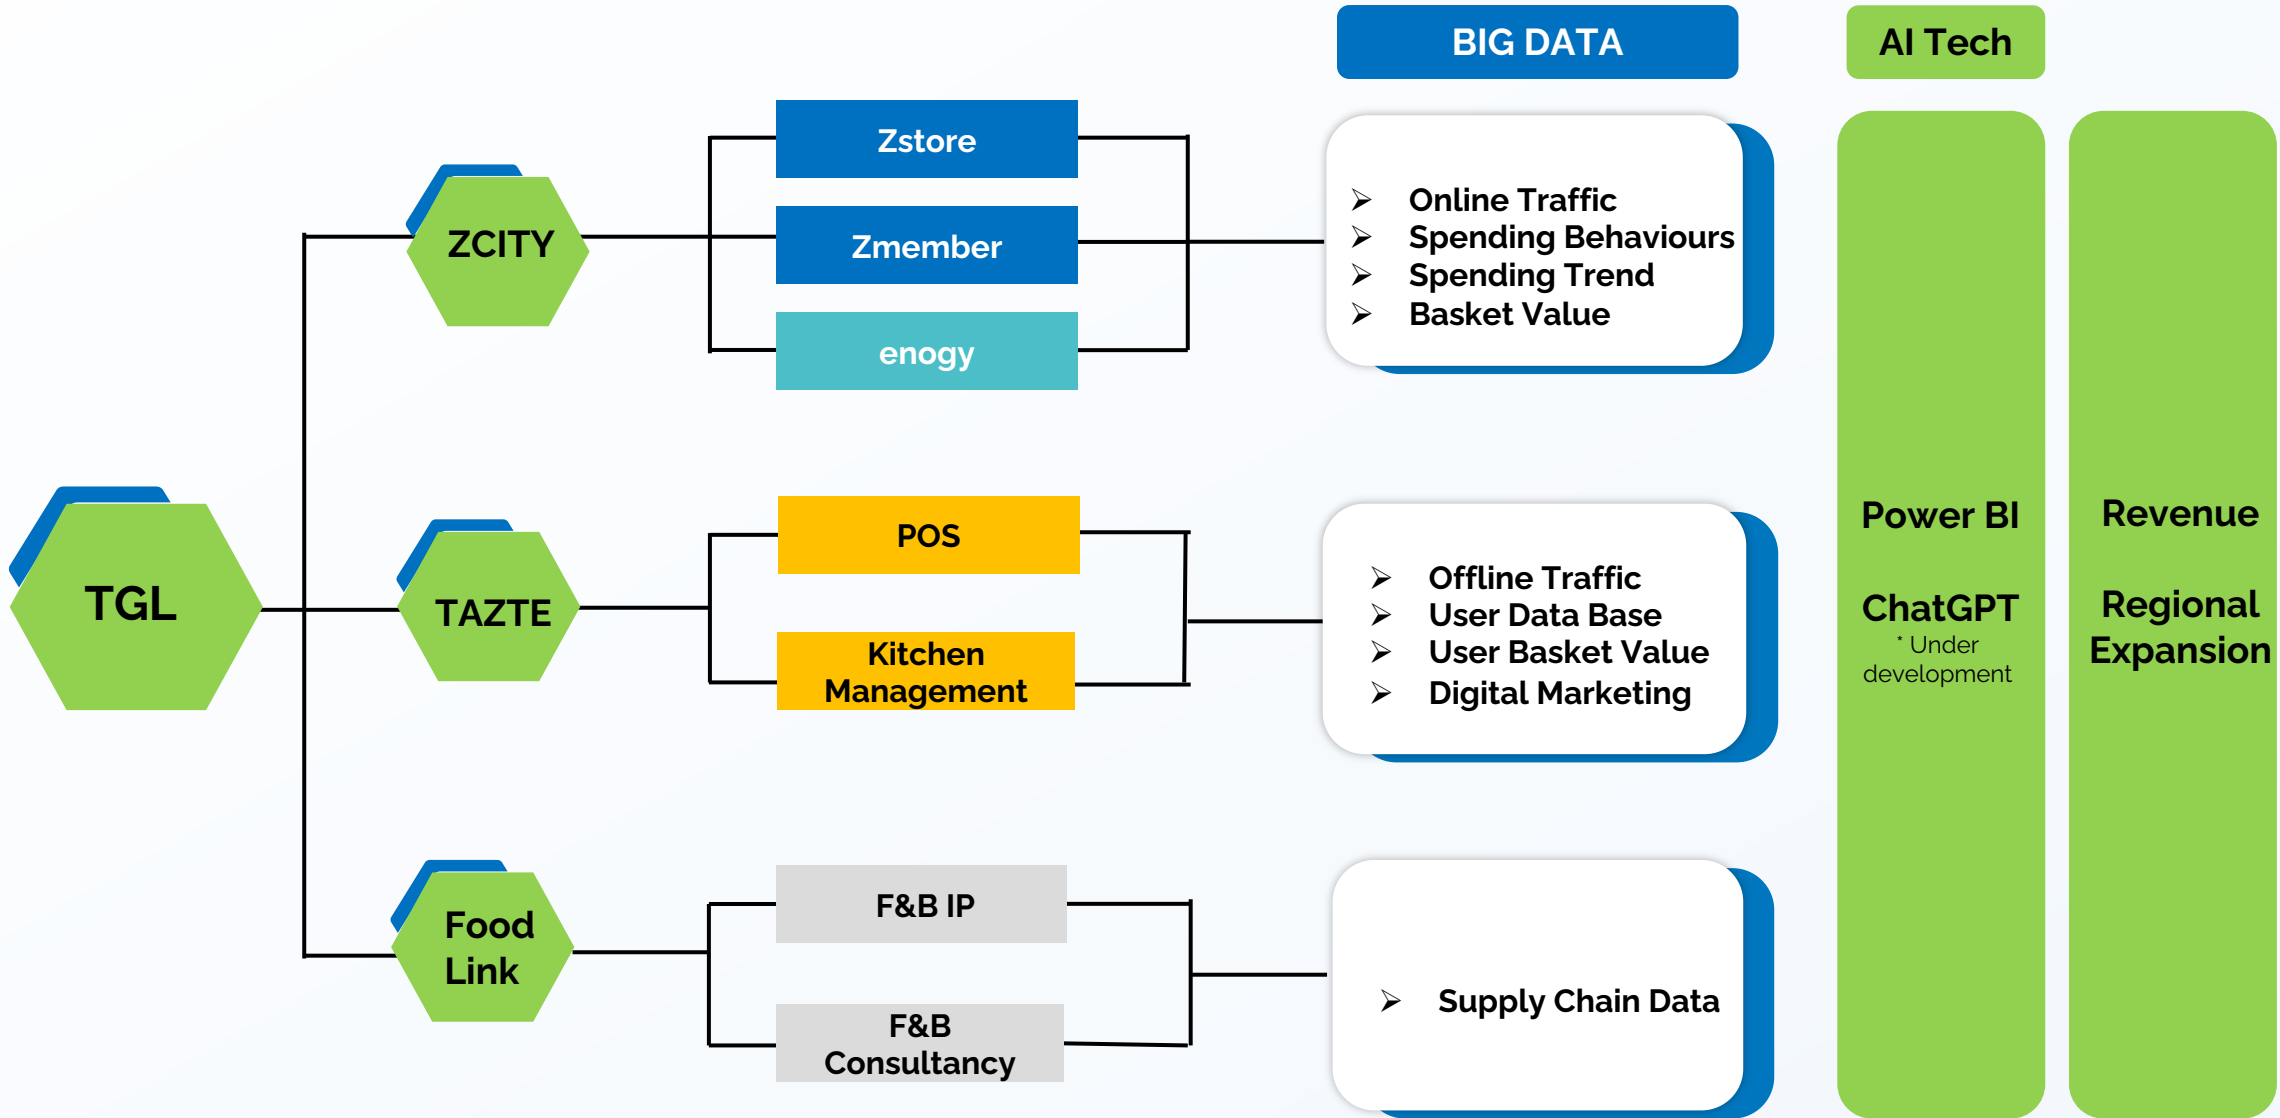 BIG DATA
AI Tech
TGL
ZCITY
Zstore
Zmember
enogy
Online Traffic
Spending Behaviours
Spending Trend
Basket Value
TAZTE
POS
Kitchen
Management
Offline Traffic
User Data Base
User Basket Value
Digital Marketing
Food
Link
F&B IP
F&B
Consultancy
Supply Chain Data
Power BI
ChatGPT
* Under
development
Revenue
Regional
Expansion